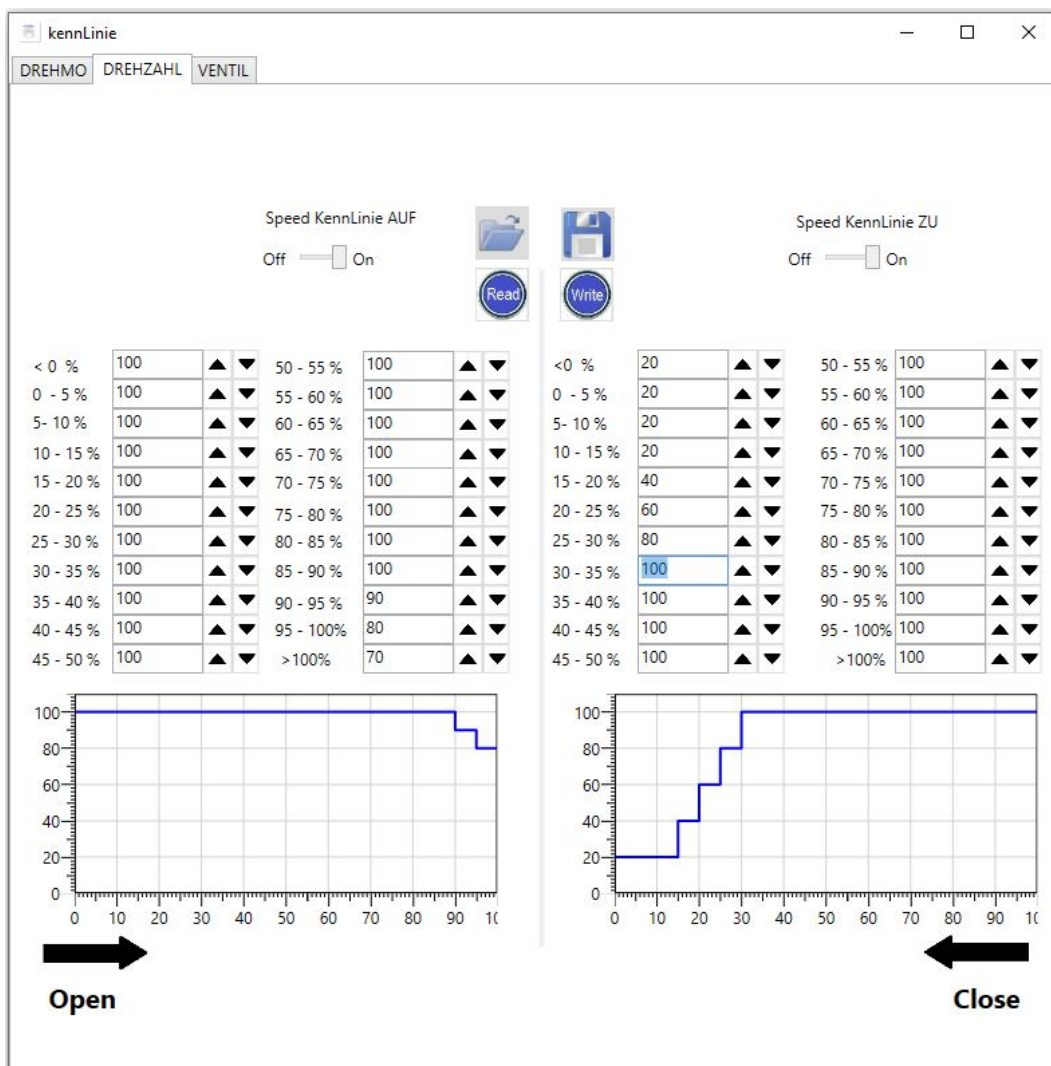 kennLinie
DREHMO DREHZAHL VENTIL
Speed KennLinie AUF
Off On
Speed KennLinie ZU
Off On
Read Write
< 0 % 100 50 - 55 % 100 <0 % 20 50 - 55 % 100
0 - 5 % 100 55 - 60 % 100 0 - 5 % 20 55 - 60 % 100
5- 10 % 100 60 - 65 % 100 5- 10 % 20 60 - 65 % 100
10 - 15 % 100 65 - 70 % 100 10 - 15 % 20 65 - 70 % 100
15 - 20 % 100 70 - 75 % 100 15 - 20 % 40 70 - 75 % 100
20 - 25 % 100 75 - 80 % 100 20 - 25 % 60 75 - 80 % 100
25 - 30 % 100 80 - 85 % 100 25 - 30 % 80 80 - 85 % 100
30 - 35 % 100 85 - 90 % 100 30 - 35 % 100 85 - 90 % 100
35 - 40 % 100 90 - 95 % 90 35 - 40 % 100 90 - 95 % 100
40 - 45 % 100 95 - 100% 80 40 - 45 % 100 95 - 100% 100
45 - 50 % 100 >100% 70 45 - 50 % 100 >100% 100
100
80
60
40
20
0
0 10 20 30 40 50 60 70 80 90 10
Open
100
80
60
40
20
0
0 10 20 30 40 50 60 70 80 90 10
Close